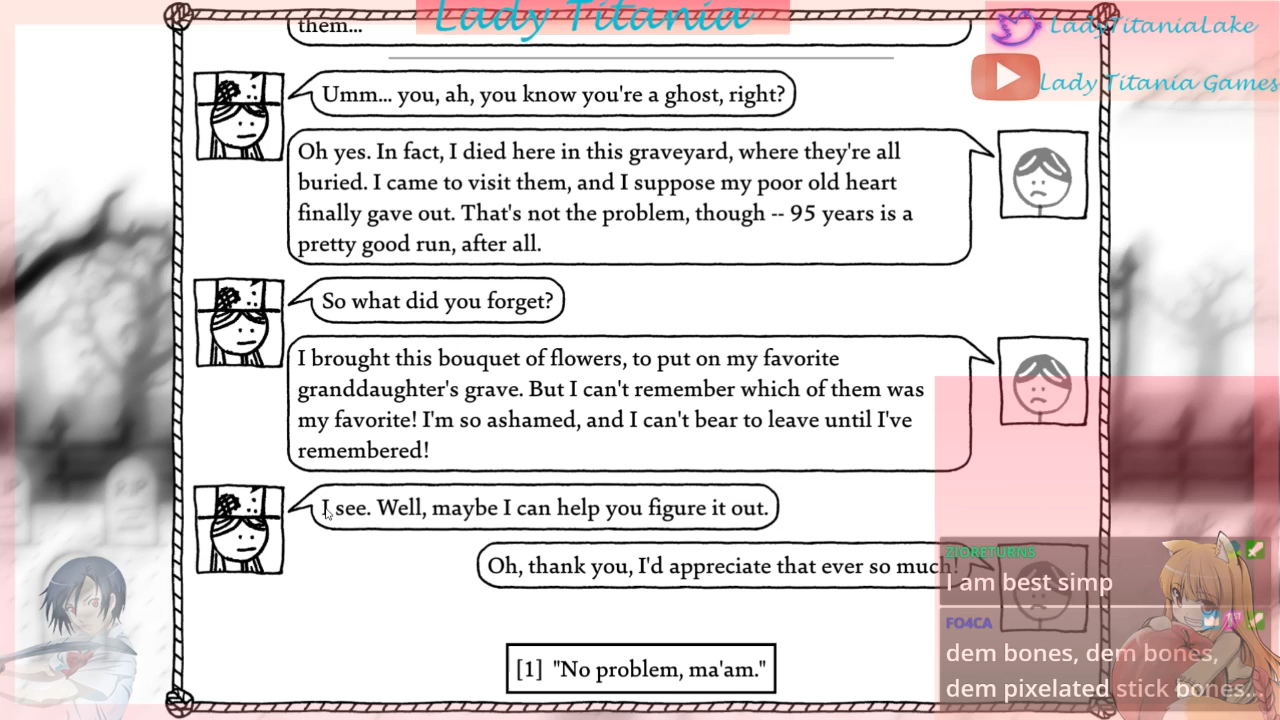 Lady Titania
LadyTitaniaLake
Lady Titania Games
them...
Umm... you, ah, you know you're a ghost, right?
Oh yes. In fact, I died here in this graveyard, where they're all
buried. I came to visit them, and I suppose my poor old heart
finally gave out. That's not the problem, though -- 95 years is a
pretty good run, after all.
So what did you forget?
I brought this bouquet of flowers, to put on my favorite
granddaughter's grave. But I can't remember which of them was
my favorite! I'm so ashamed, and I can't bear to leave until I've
remembered!
I see. Well, maybe I can help you figure it out.
Oh, thank you, I'd appreciate that ever so much!
[1] "No problem, ma'am."
ZIORETURNS
I am best simp
FO4CA
dem bones, dem bones,
dem pixelated stick bones...